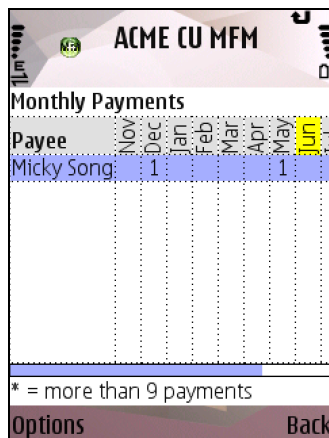 ACME CU MFM
Monthly Payments
Payee Nov Dec Jan Feb Mar Apr May Jun
Micky Song 1 1
* = more than 9 payments
Options Back